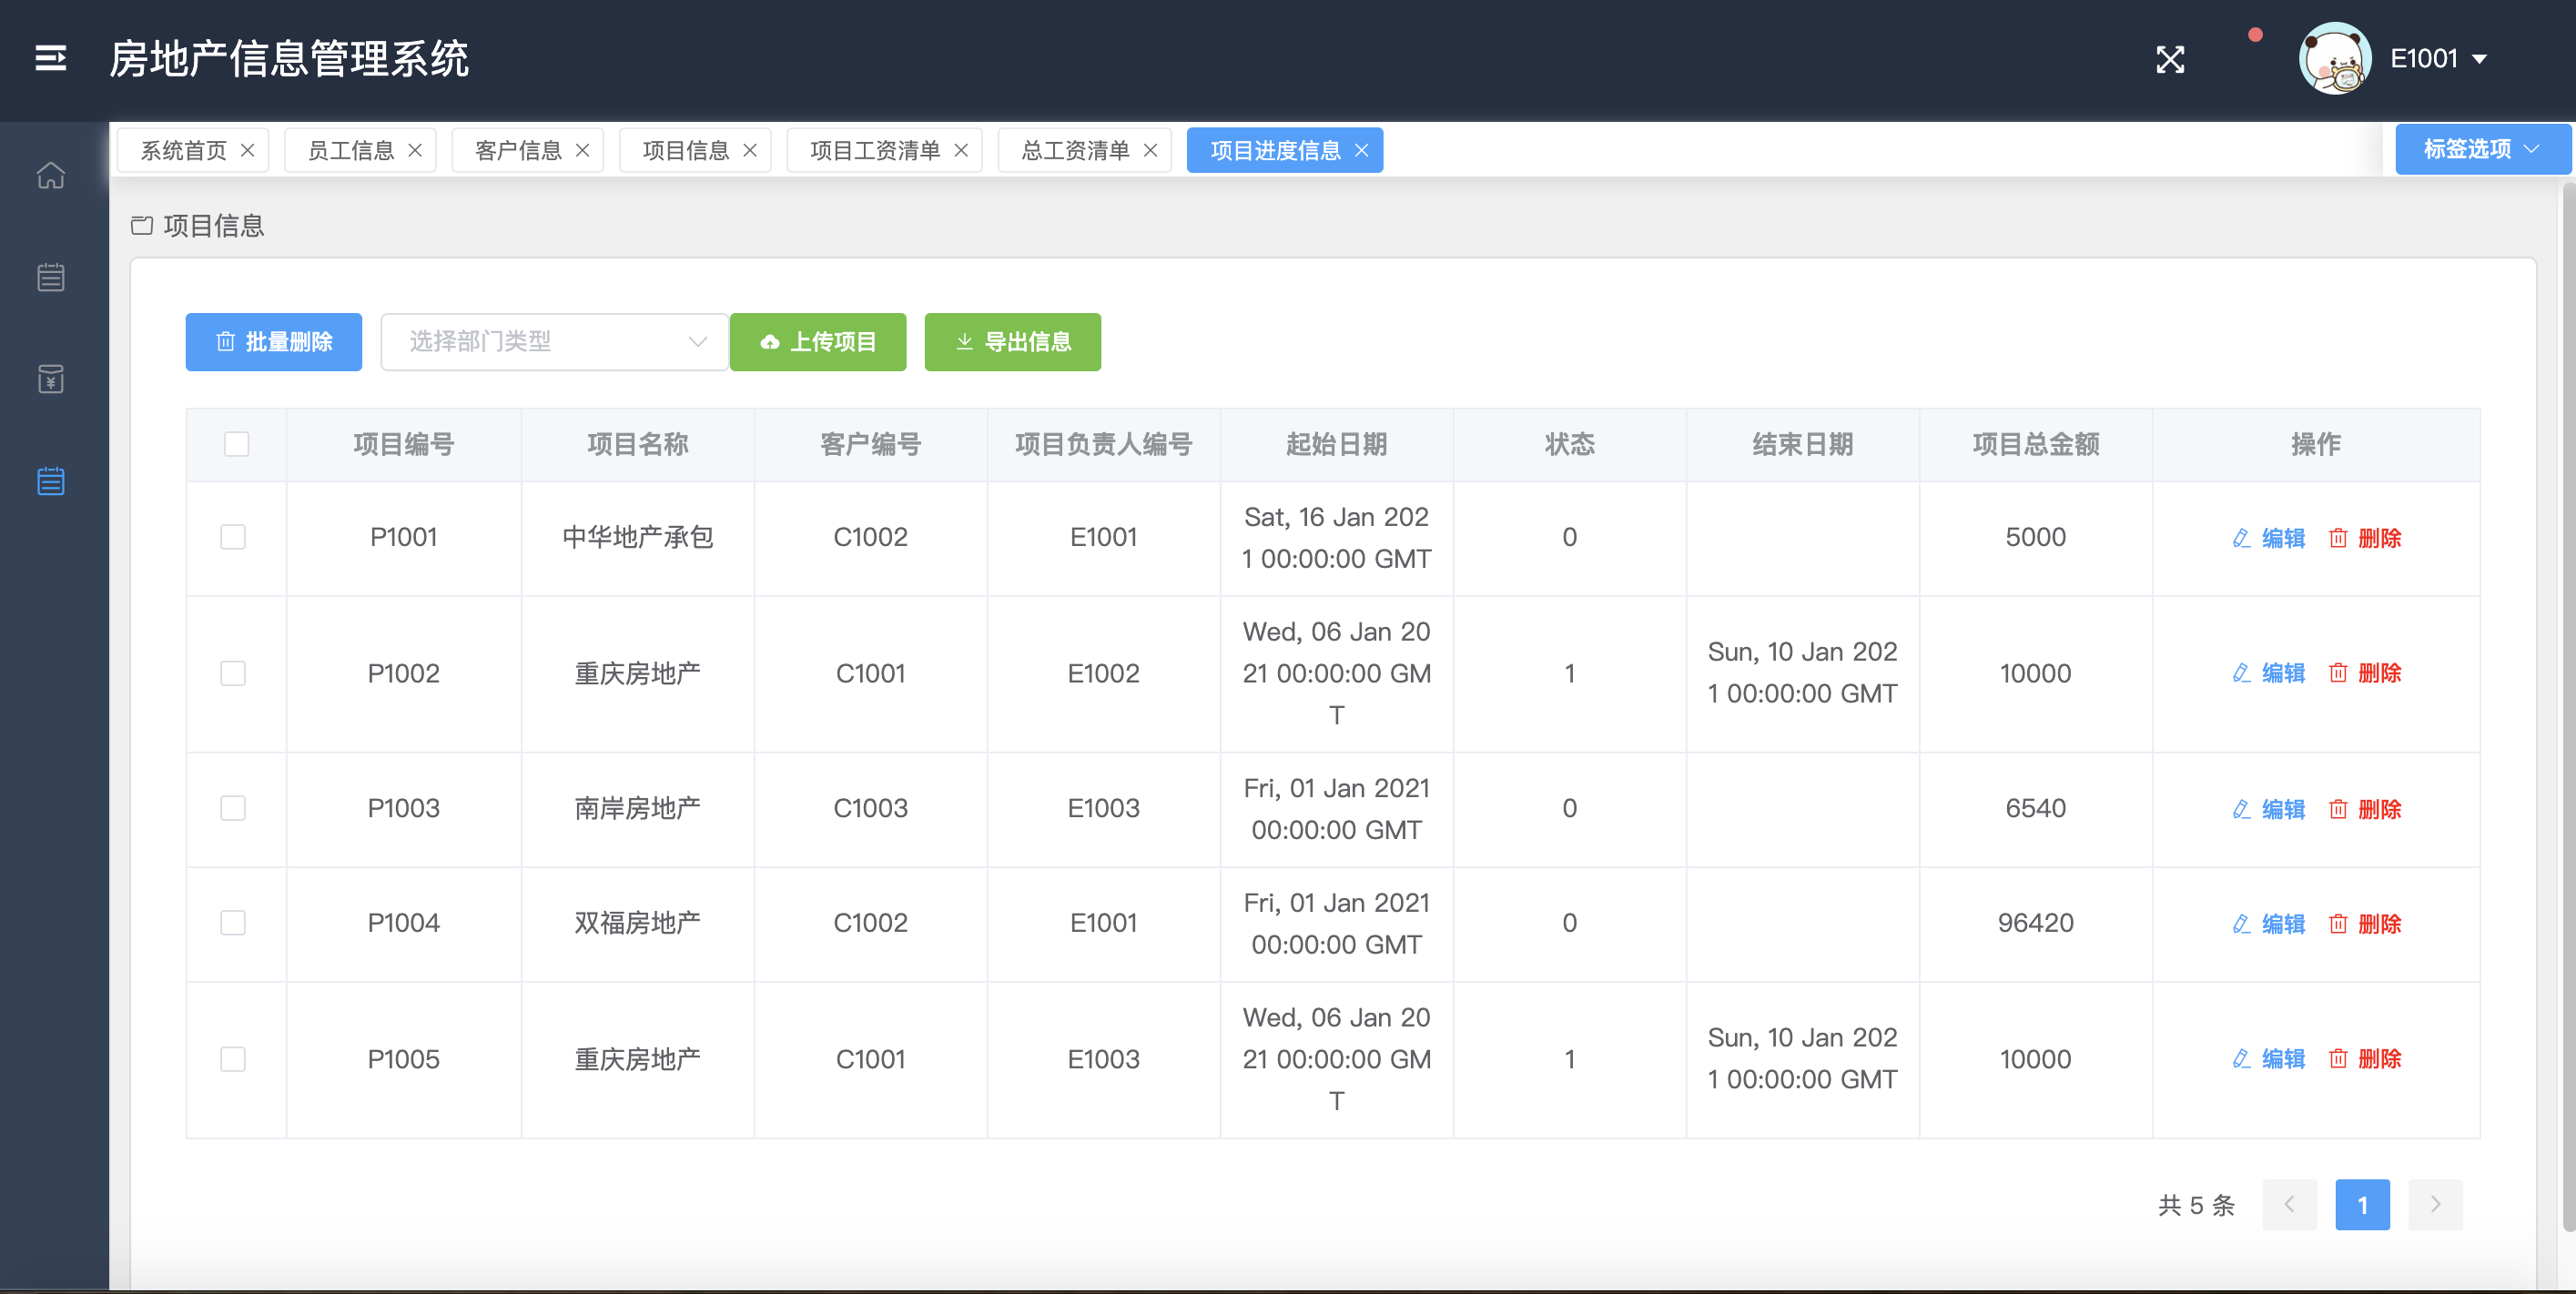 房地产信息管理系统
E1001
系统首页 员工信息 客户信息 项目信息 项目工资清单 总工资清单 项目进度信息 标签选项
项目信息
批量删除 选择部门类型 上传项目 导出信息
项目编号 项目名称 客户编号 项目负责人编号 起始日期 状态 结束日期 项目总金额 操作
P1001 中华地产承包 C1002 E1001 Sat, 16 Jan 202
1 00:00:00 GMT 0 5000 编辑 删除
P1002 重庆房地产 C1001 E1002 Wed, 06 Jan 20
21 00:00:00 GM
T 1 Sun, 10 Jan 202
1 00:00:00 GMT 10000 编辑 删除
P1003 南岸房地产 C1003 E1003 Fri, 01 Jan 2021
00:00:00 GMT 0 6540 编辑 删除
P1004 双福房地产 C1002 E1001 Fri, 01 Jan 2021
00:00:00 GMT 0 96420 编辑 删除
P1005 重庆房地产 C1001 E1003 Wed, 06 Jan 20
21 00:00:00 GM
T 1 Sun, 10 Jan 202
1 00:00:00 GMT 10000 编辑 删除
共 5 条 1